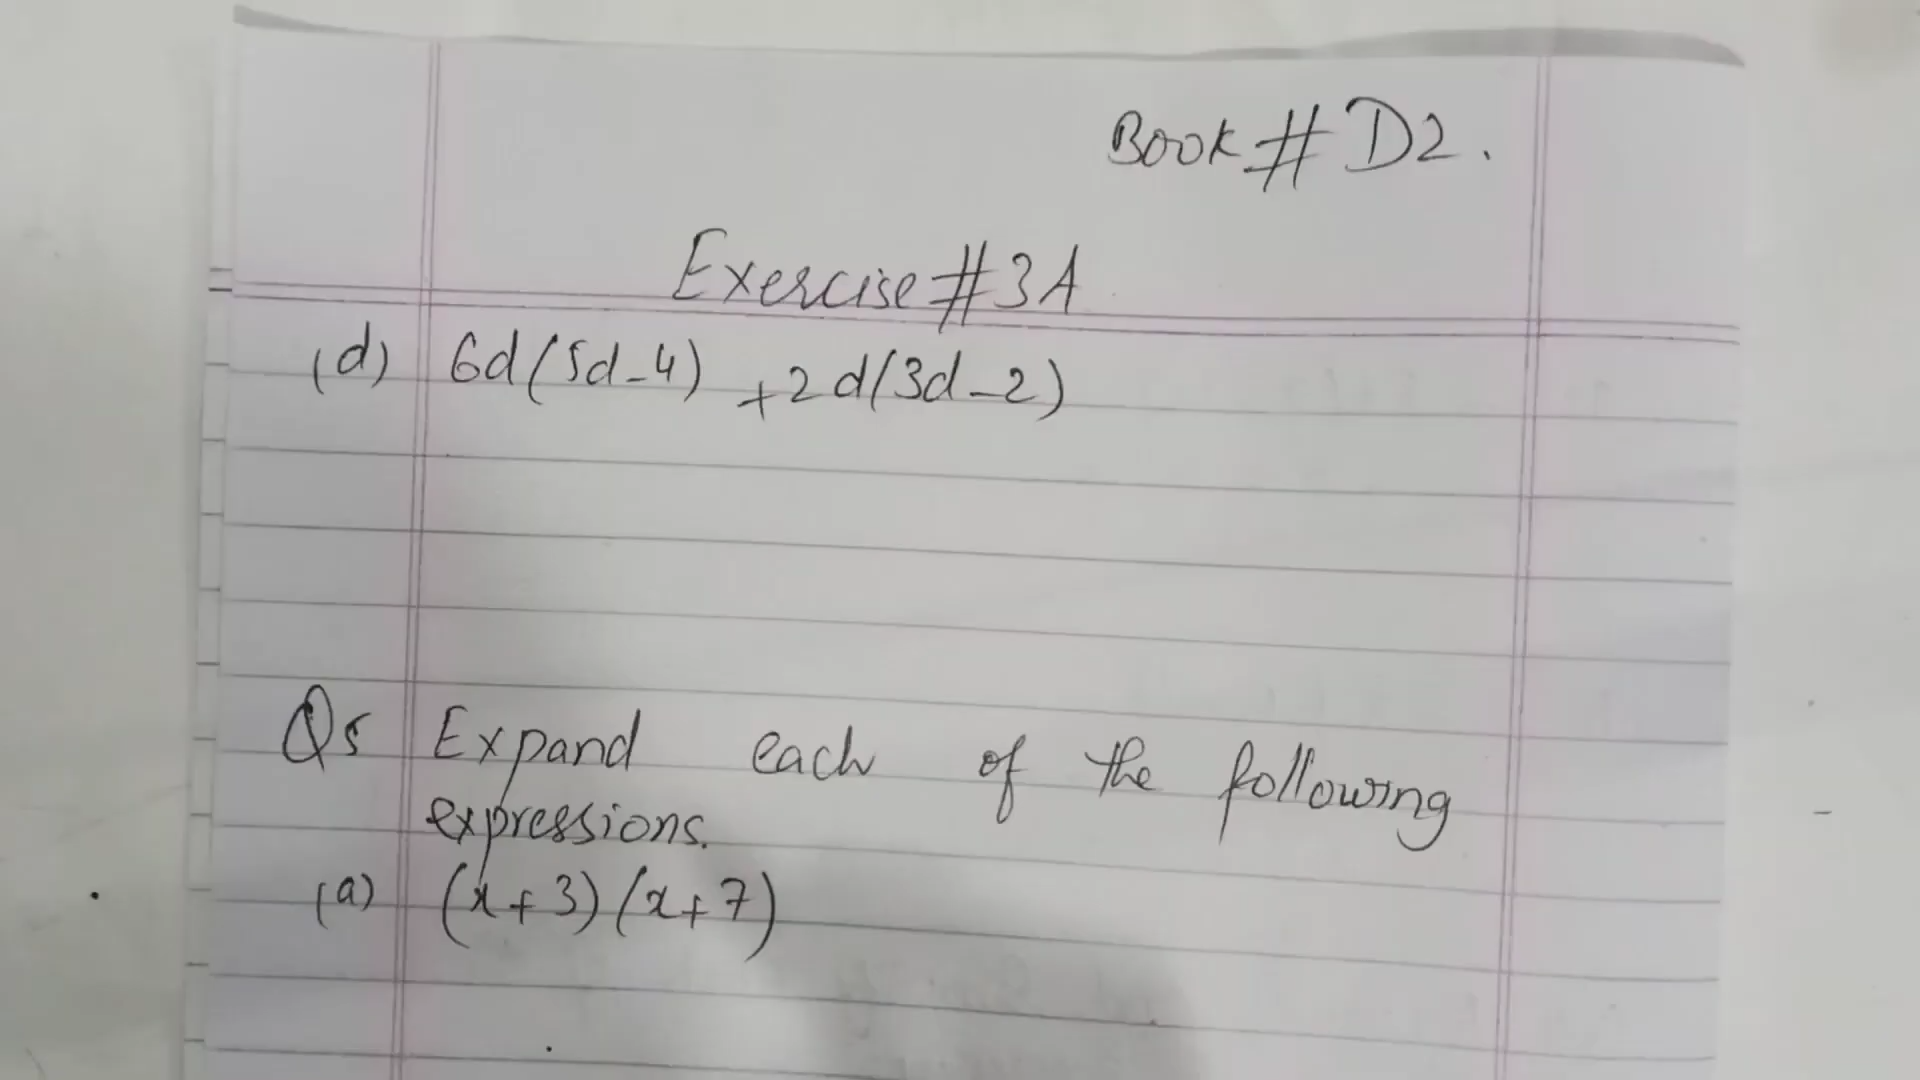 Book # D2.
Exercise # 3A
(d) 6d(5d-4) +2d(3d-2)
Q5 Expand each of the following
expressions.
(a) (x+3)(x+7)